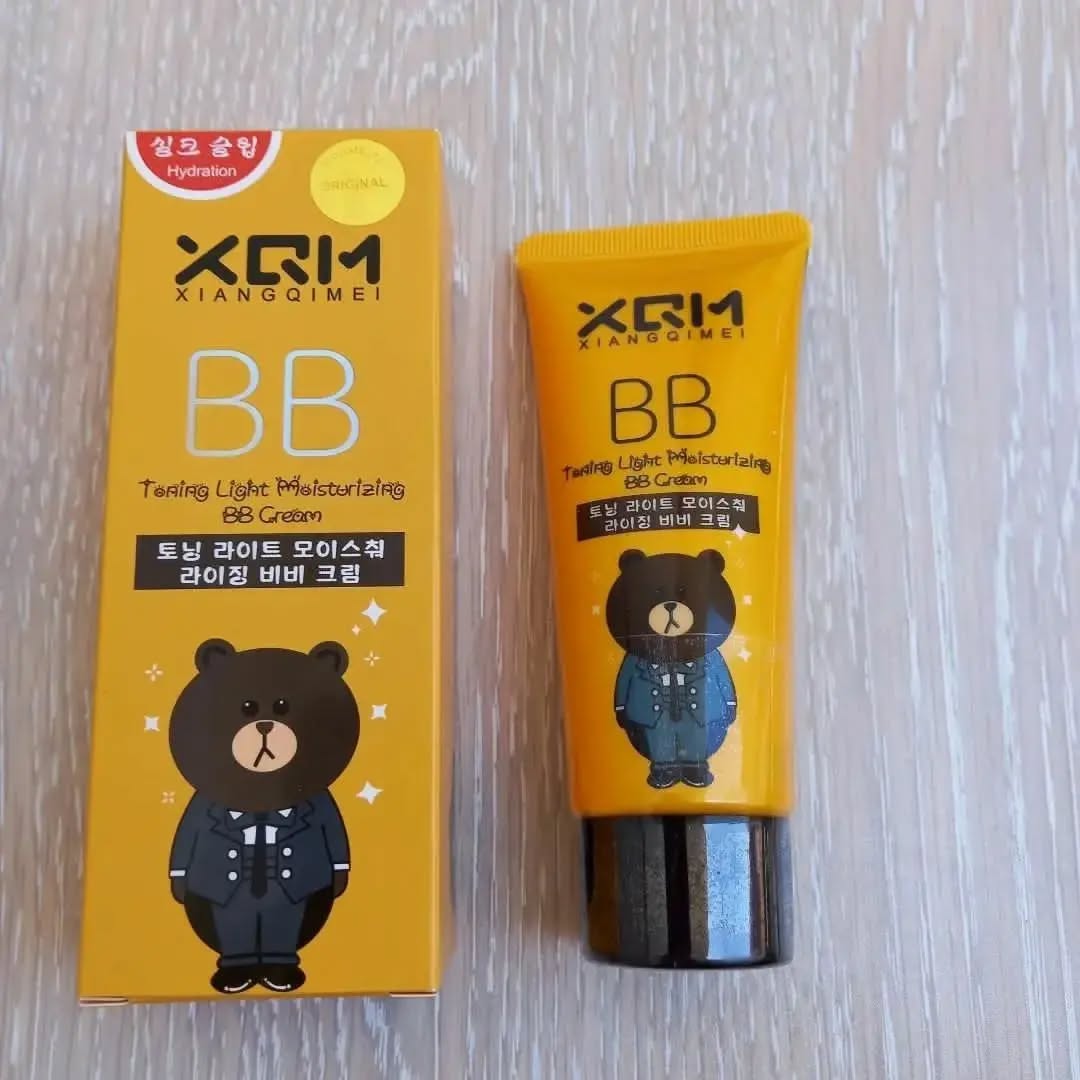 실크 슬립
Hydration
ORIGINAL
XQM
XIANGQIMEI
BB
Toning Light Moisturizing
BB Cream
토닝 라이트 모이스춰
라이징 비비 크림
XQM
XIANGQIMEI
BB
Toning Light Moisturizing
BB Cream
토닝 라이트 모이스춰
라이징 비비 크림